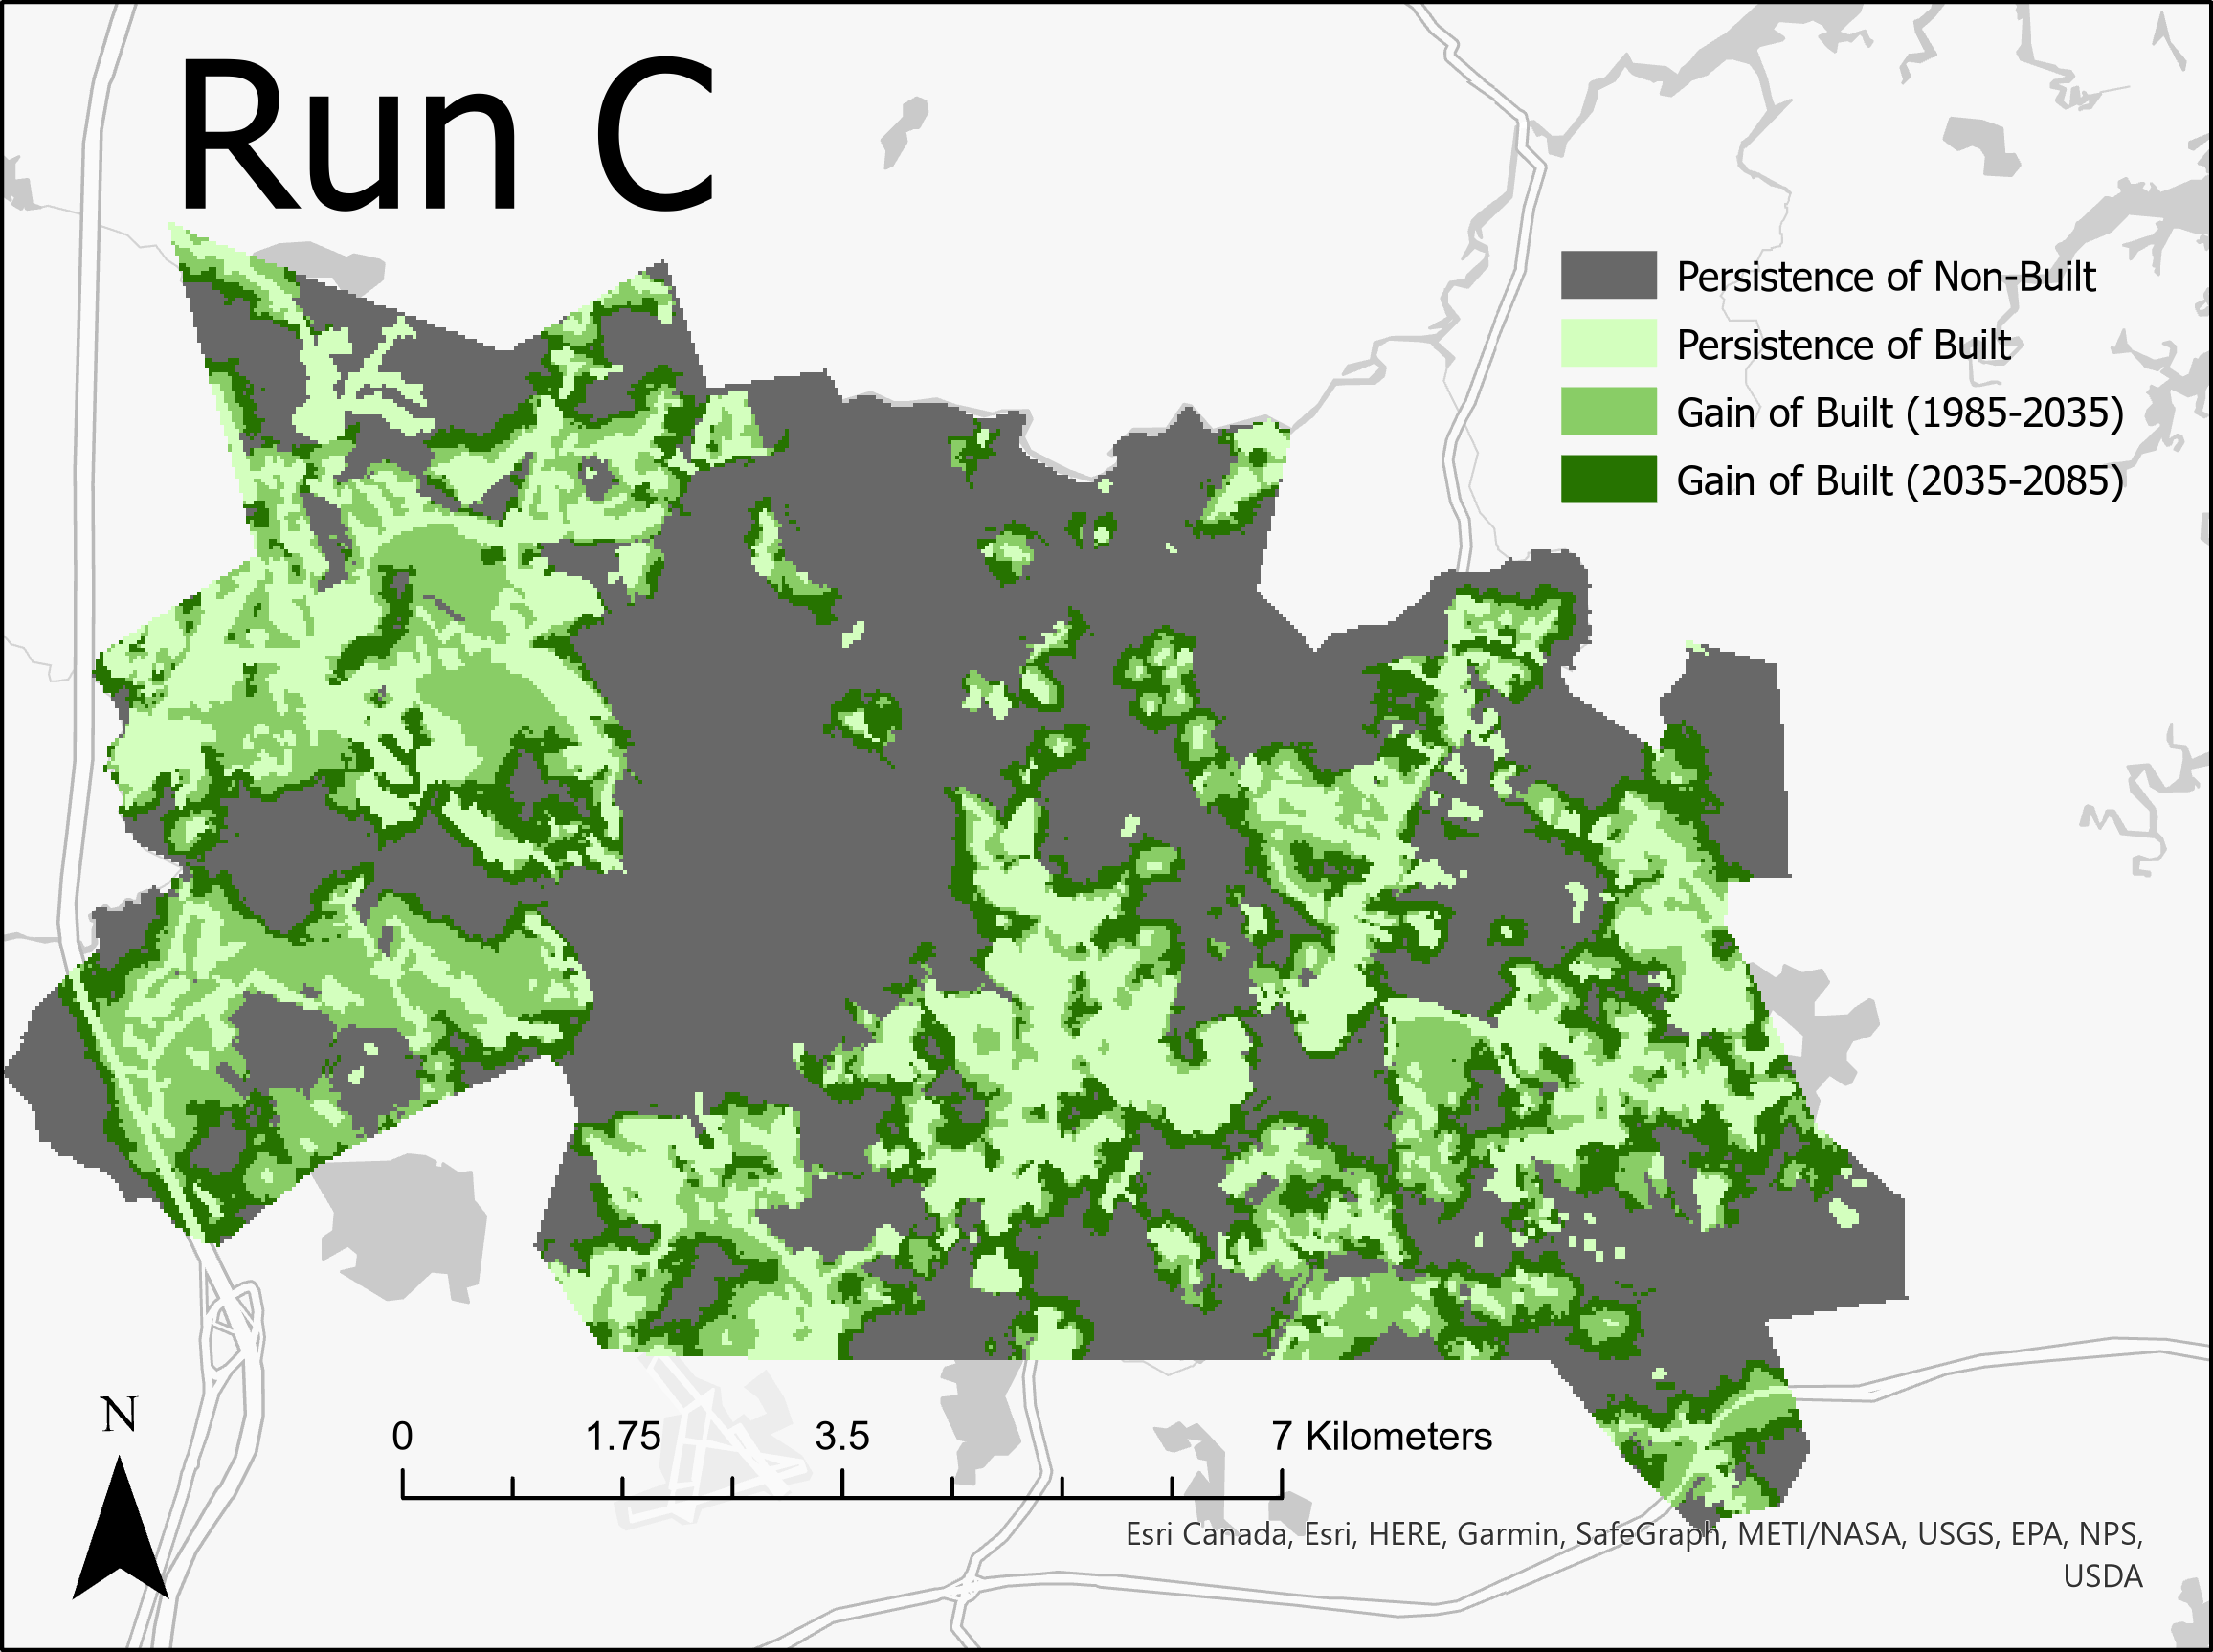 Run C
Persistence of Non-Built
Persistence of Built
Gain of Built (1985-2035)
Gain of Built (2035-2085)
N
0 1.75 3.5 7 Kilometers
Esri Canada, Esri, HERE, Garmin, SafeGraph, METI/NASA, USGS, EPA, NPS,
USDA